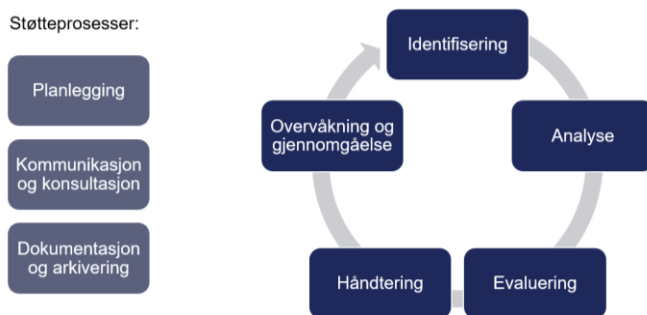 Støtteprosesser:
Planlegging
Kommunikasjon
og konsultasjon
Dokumentasjon
og arkivering
Identifisering
Analyse
Evaluering
Håndtering
Overvåkning og
gjennomgåelse